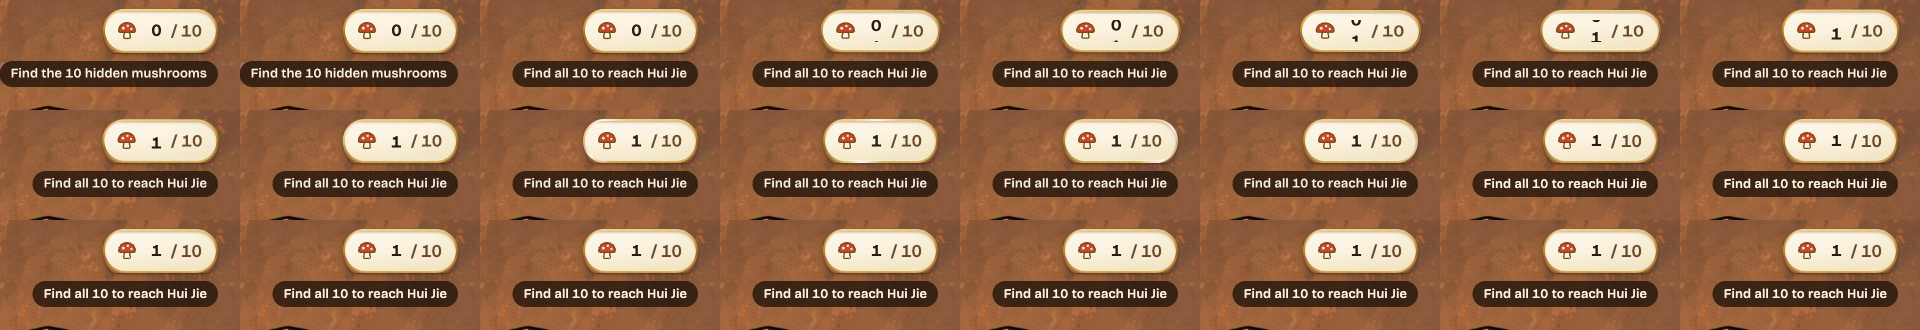 0 / 10 0 / 10 0 / 10 0 / 10 0 / 10 / 10 1 / 10 1 / 10
Find the 10 hidden mushrooms Find the 10 hidden mushrooms Find all 10 to reach Hui Jie Find all 10 to reach Hui Jie Find all 10 to reach Hui Jie Find all 10 to reach Hui Jie Find all 10 to reach Hui Jie Find all 10 to reach Hui Jie
1 / 10 1 / 10 1 / 10 1 / 10 1 / 10 1 / 10 1 / 10 1 / 10
Find all 10 to reach Hui Jie Find all 10 to reach Hui Jie Find all 10 to reach Hui Jie Find all 10 to reach Hui Jie Find all 10 to reach Hui Jie Find all 10 to reach Hui Jie Find all 10 to reach Hui Jie Find all 10 to reach Hui Jie
1 / 10 1 / 10 1 / 10 1 / 10 1 / 10 1 / 10 1 / 10 1 / 10
Find all 10 to reach Hui Jie Find all 10 to reach Hui Jie Find all 10 to reach Hui Jie Find all 10 to reach Hui Jie Find all 10 to reach Hui Jie Find all 10 to reach Hui Jie Find all 10 to reach Hui Jie Find all 10 to reach Hui Jie